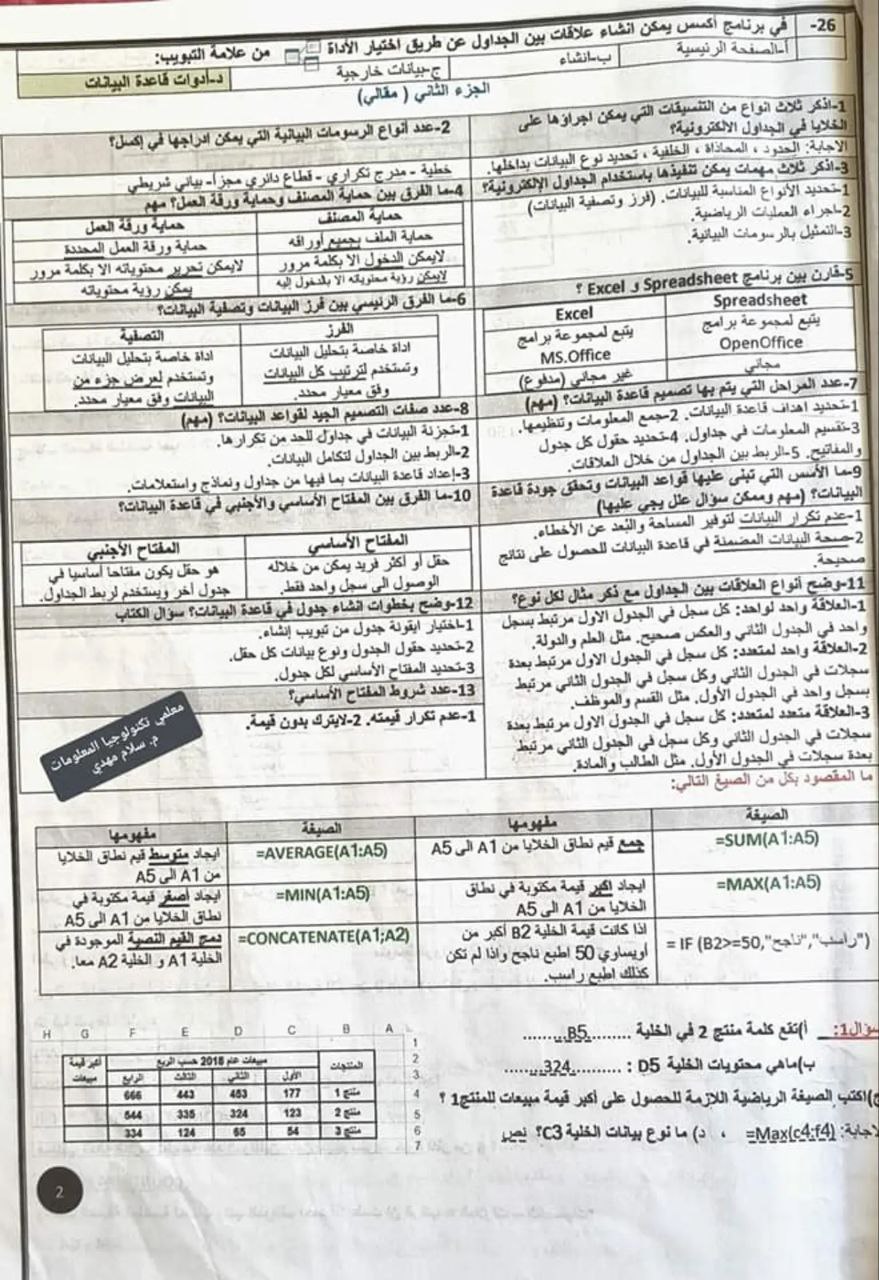 26- في برنامج أكسس يمكن انشاء علاقات بين الجداول عن طريق اختيار الأداة من علامة التبويب:
أ-الصفحة الرئيسية ب-انشاء ج-بيانات خارجية د-أدوات قاعدة البيانات
الجزء الثاني ( مقالي)
1-اذكر ثلاث انواع من التنسيقات التي يمكن اجراؤها على
الخلايا في الجداول الالكترونية؟
الاجابة: الحدود ، المحاذاة ، الخلفية ، تحديد نوع البيانات بداخلها.
2-عدد أنواع الرسومات البيانية التي يمكن ادراجها في إكسل؟
خطية - مدرج تكراري - قطاع دائري مجزأ- بياني شريطي
3-اذكر ثلاث مهمات يمكن تنفيذها باستخدام الجداول الإلكترونية؟
1-تحديد الأنواع المناسبة للبيانات. (فرز وتصفية البيانات)
2-اجراء العمليات الرياضية.
3-التمثيل بالرسومات البيانية.
4-ما الفرق بين حماية المصنف وحماية ورقة العمل؟ مهم
حماية المصنف حماية ورقة العمل
حماية الملف بجميع أوراقه حماية ورقة العمل المحددة
لايمكن الدخول الا بكلمة مرور لايمكن تحرير محتوياته الا بكلمة مرور
لايمكن رؤية محتوياته الا بالدخول إليه يمكن رؤية محتوياته
5-قارن بين برنامج Spreadsheet و Excel ؟
Spreadsheet Excel
يتبع لمجموعة برامج يتبع لمجموعة برامج
OpenOffice MS.Office
مجاني غير مجاني (مدفوع)
6-ما الفرق الرئيسي بين فرز البيانات وتصفية البيانات؟
الفرز التصفية
اداة خاصة بتحليل البيانات اداة خاصة بتحليل البيانات
وتستخدم لترتيب كل البيانات وتستخدم لعرض جزء من
وفق معيار محدد. البيانات وفق معيار محدد.
7-عدد المراحل التي يتم بها تصميم قاعدة البيانات؟ (مهم)
1-تحديد اهداف قاعدة البيانات. 2-جمع المعلومات وتنظيمها.
3-تقسيم المعلومات في جداول. 4-تحديد حقول كل جدول
والمفاتيح. 5-الربط بين الجداول من خلال العلاقات.
8-عدد صفات التصميم الجيد لقواعد البيانات؟ (مهم)
1-تجزئة البيانات في جداول للحد من تكرارها.
2-الربط بين الجداول لتكامل البيانات.
3-إعداد قاعدة البيانات بما فيها من جداول ونماذج واستعلامات.
9-ما الأسس التي تبنى عليها قواعد البيانات وتحقق جودة قاعدة
البيانات؟ (مهم وممكن سؤال علل يجي عليها)
1-عدم تكرار البيانات لتوفير المساحة والبُعد عن الأخطاء.
2-صحة البيانات المضمنة في قاعدة البيانات للحصول على نتائج
صحيحة.
10-ما الفرق بين المفتاح الأساسي والأجنبي في قاعدة البيانات؟
المفتاح الأساسي المفتاح الأجنبي
حقل أو أكثر فريد يمكن من خلاله هو حقل يكون مفتاحا أساسيا في
الوصول الى سجل واحد فقط. جدول آخر ويستخدم لربط الجداول.
11-وضح أنواع العلاقات بين الجداول مع ذكر مثال لكل نوع؟
1-العلاقة واحد لواحد: كل سجل في الجدول الاول مرتبط بسجل
واحد في الجدول الثاني والعكس صحيح. مثل العلم والدولة.
2-العلاقة واحد لمتعدد: كل سجل في الجدول الاول مرتبط بعدة
سجلات في الجدول الثاني وكل سجل في الجدول الثاني مرتبط
بسجل واحد في الجدول الأول. مثل القسم والموظف.
3-العلاقة متعدد لمتعدد: كل سجل في الجدول الاول مرتبط بعدة
سجلات في الجدول الثاني وكل سجل في الجدول الثاني مرتبط
بعدة سجلات في الجدول الأول. مثل الطالب والمادة.
12-وضح بخطوات انشاء جدول في قاعدة البيانات؟ سؤال الكتاب
1-اختيار ايقونة جدول من تبويب إنشاء.
2-تحديد حقول الجدول ونوع بيانات كل حقل.
3-تحديد المفتاح الأساسي لكل جدول.
13-عدد شروط المفتاح الأساسي؟
1-عدم تكرار قيمته. 2-لايترك بدون قيمة.
معلمي تكنولوجيا المعلومات
م. سلام مهدي
ما المقصود بكل من الصيغ التالي:
الصيغة مفهومها الصيغة مفهومها
=SUM(A1:A5) جمع قيم نطاق الخلايا من A1 الى A5 =AVERAGE(A1:A5) ايجاد متوسط قيم نطاق الخلايا
من A1 الى A5
=MAX(A1:A5) ايجاد اكبر قيمة مكتوبة في نطاق =MIN(A1:A5) ايجاد أصغر قيمة مكتوبة في
الخلايا من A1 الى A5 نطاق الخلايا من A1 الى A5
= IF (B2>=50,"ناجح","راسب") اذا كانت قيمة الخلية B2 أكبر من =CONCATENATE(A1;A2) دمج القيم النصية الموجودة في
أويساوي 50 اطبع ناجح واذا لم تكن الخلية A1 و الخلية A2 معا.
كذلك اطبع راسب.
سؤال1: أ)تقع كلمة منتج 2 في الخلية ..........B5..........
ب)ماهي محتويات الخلية D5 : ..........324..........
ج)اكتب الصيغة الرياضية اللازمة للحصول على أكبر قيمة مبيعات للمنتج1 ؟
لاجابة: =Max(c4:f4) ، د) ما نوع بيانات الخلية C3؟ نص
A B C D E F G H
1
2 المنتجات مبيعات عام 2018 حسب الربع أكبر قيمة
3 الأول الثاني الثالث الرابع مبيعات
4 منتج 1 177 453 443 666
5 منتج 2 123 324 335 544
6 منتج 3 54 65 124 334
7
2